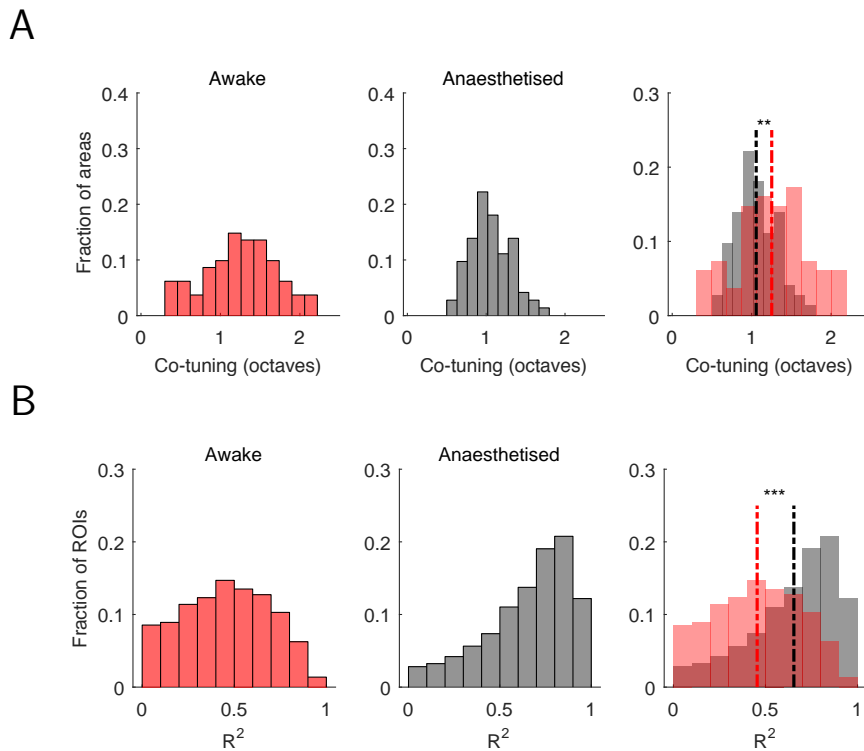 A
Awake
Anaesthetised
0.4
0.3
0.2
0.1
0
0.4
0.3
0.2
0.1
0
0.3
0.2
0.1
0
**
Fraction of areas
0 1 2
0 1 2
0 1 2
Co-tuning (octaves)
Co-tuning (octaves)
Co-tuning (octaves)
B
Awake
Anaesthetised
0.3
0.2
0.1
0
0.3
0.2
0.1
0
0.3
0.2
0.1
0
***
Fraction of ROIs
0 0.5 1
0 0.5 1
0 0.5 1
R²
R²
R²